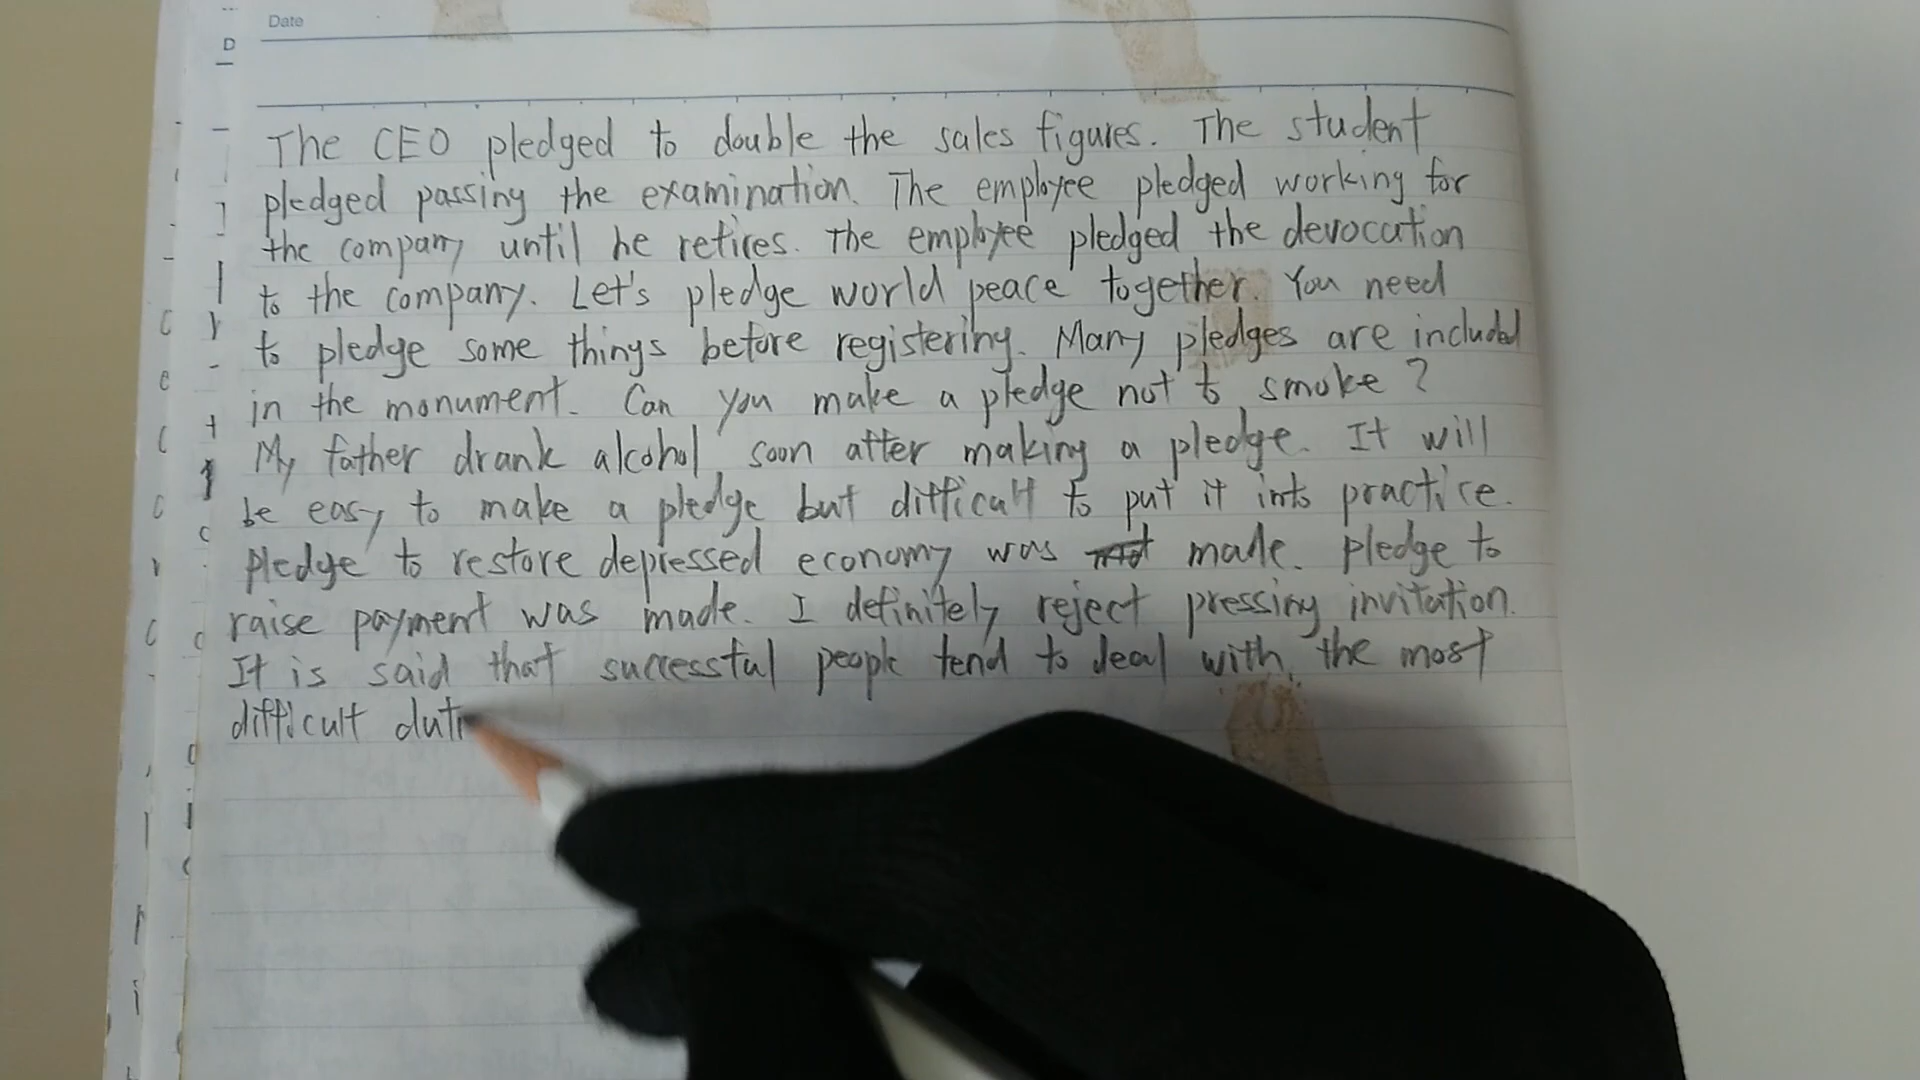 Date
The CEO pledged to double the sales figures. The student
pledged passing the examination. The employee pledged working for
the company until he retires. The employee pledged the devocation
to the company. Let's pledge world peace together. You need
to pledge some things before registering. Many pledges are included
in the monument. Can you make a pledge not to smoke?
My father drank alcohol soon after making a pledge. It will
be easy to make a pledge but difficult to put it into practice.
Pledge to restore depressed economy was made. Pledge to
raise payment was made. I definitely reject pressing invitation.
It is said that successful people tend to deal with the most
difficult